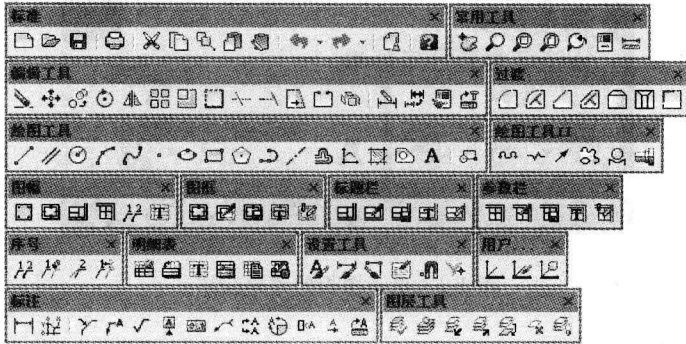 标准
常用工具
编辑工具
过渡
绘图工具
绘图工具II
图幅
图框
标题栏
参数栏
序号
明细表
设置工具
用户...
标注
图层工具